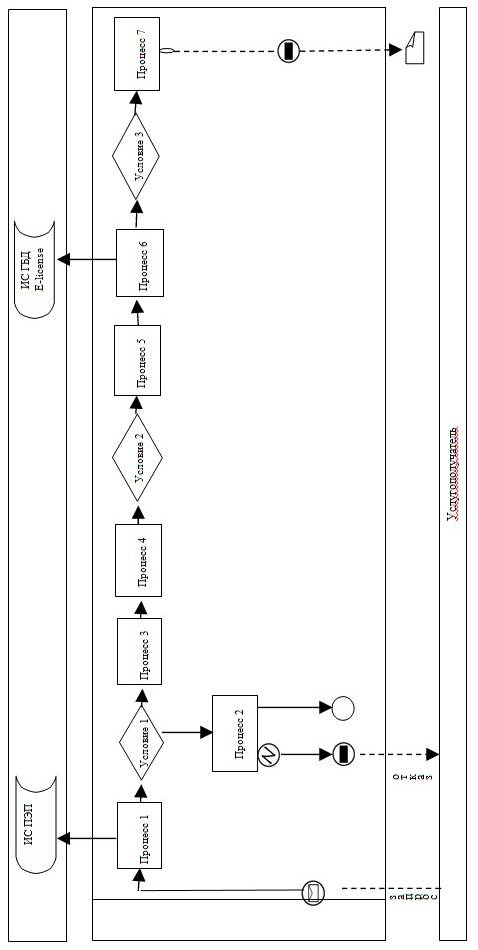 ИС ПЭП
ИС ГБД
E-license
Процесс 1
Условие 1
Процесс 2
Процесс 3
Процесс 4
Условие 2
Процесс 5
Процесс 6
Условие 3
Процесс 7
запрос
отказ
Услугополучатель